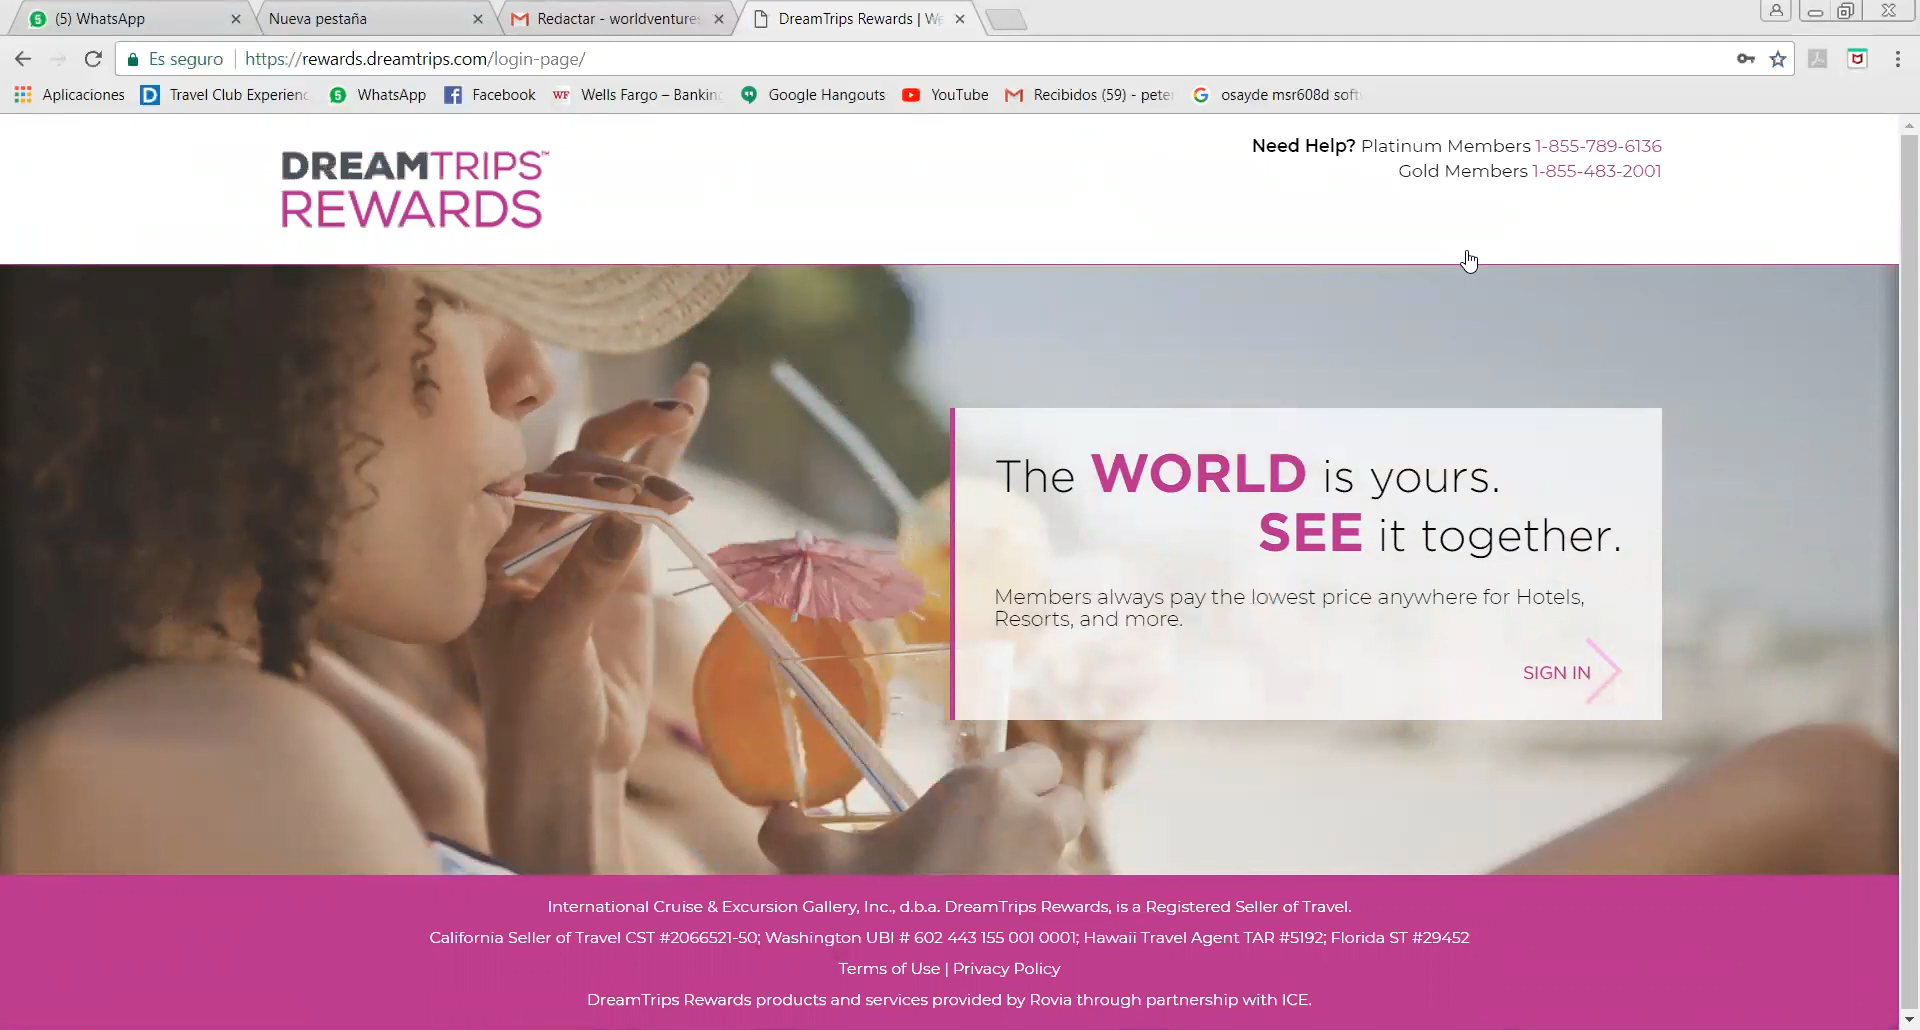 (5) WhatsApp
Nueva pestaña
Redactar - worldventures
DreamTrips Rewards | We
Es seguro
https://rewards.dreamtrips.com/login-page/
Aplicaciones
Travel Club Experienc
WhatsApp
Facebook
Wells Fargo – Banking
Google Hangouts
YouTube
Recibidos (59) - peter
osayde msr608d soft
DREAMTRIPS™
REWARDS
Need Help? Platinum Members 1-855-789-6136
Gold Members 1-855-483-2001
The WORLD is yours.
SEE it together.
Members always pay the lowest price anywhere for Hotels,
Resorts, and more.
SIGN IN
International Cruise & Excursion Gallery, Inc., d.b.a. DreamTrips Rewards, is a Registered Seller of Travel.
California Seller of Travel CST #2066521-50; Washington UBI # 602 443 155 001 0001; Hawaii Travel Agent TAR #5192; Florida ST #29452
Terms of Use | Privacy Policy
DreamTrips Rewards products and services provided by Rovia through partnership with ICE.